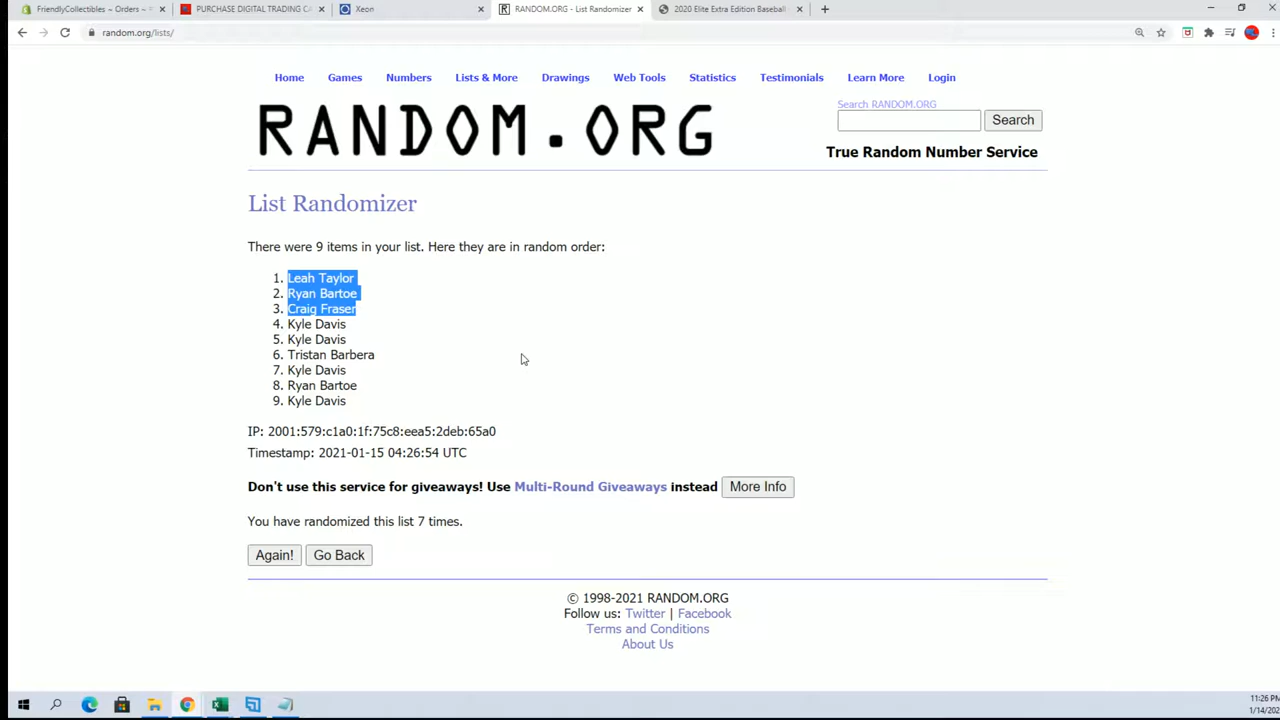 FriendlyCollectibles ~ Orders ~
PURCHASE DIGITAL TRADING CA
Xeon
RANDOM.ORG - List Randomizer
2020 Elite Extra Edition Baseball
random.org/lists/
Home Games Numbers Lists & More Drawings Web Tools Statistics Testimonials Learn More Login
RANDOM.ORG
Search RANDOM.ORG
Search
True Random Number Service
List Randomizer
There were 9 items in your list. Here they are in random order:
1. Leah Taylor
2. Ryan Bartoe
3. Craig Fraser
4. Kyle Davis
5. Kyle Davis
6. Tristan Barbera
7. Kyle Davis
8. Ryan Bartoe
9. Kyle Davis
IP: 2001:579:c1a0:1f:75c8:eea5:2deb:65a0
Timestamp: 2021-01-15 04:26:54 UTC
Don't use this service for giveaways! Use Multi-Round Giveaways instead More Info
You have randomized this list 7 times.
Again! Go Back
© 1998-2021 RANDOM.ORG
Follow us: Twitter | Facebook
Terms and Conditions
About Us
11:26 PM
1/14/202